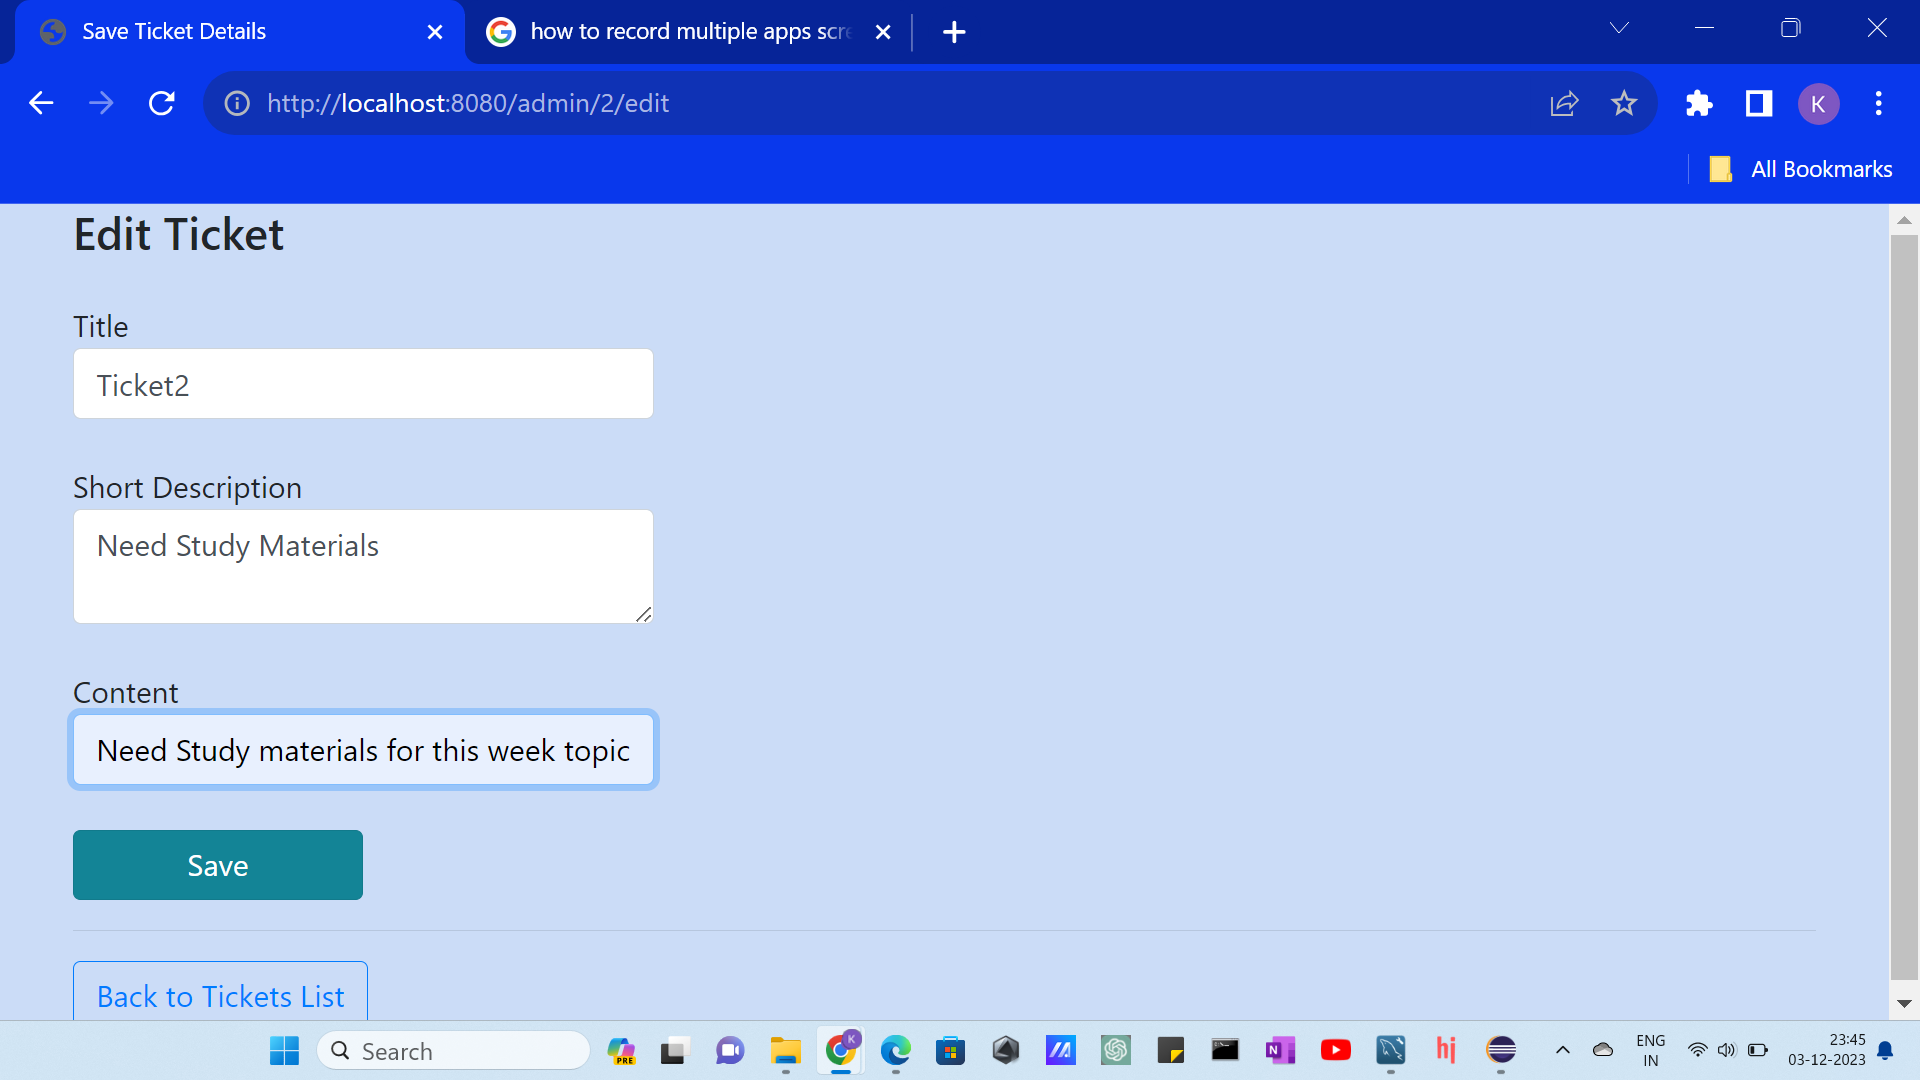 Save Ticket Details
how to record multiple apps scre
http://localhost:8080/admin/2/edit
K
All Bookmarks
Edit Ticket
Title
Ticket2
Short Description
Need Study Materials
Content
Need Study materials for this week topic
Save
Back to Tickets List
Search
PRE
K
N
hj
ENG
IN
23:45
03-12-2023